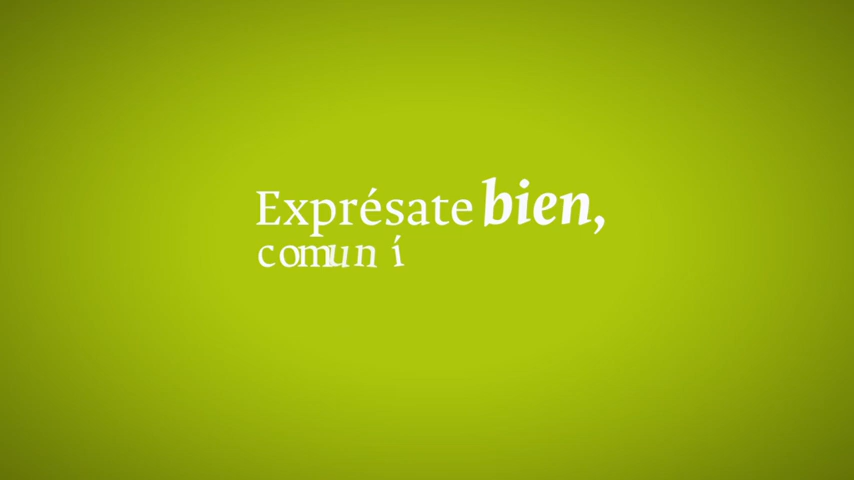 Exprésate bien,
comun í